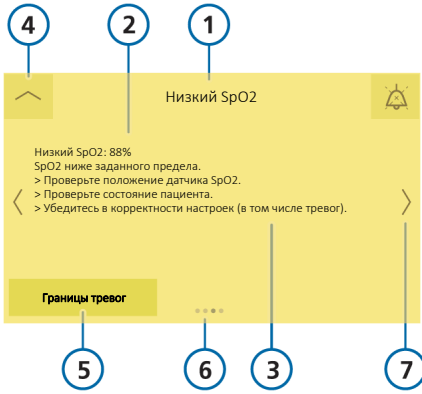 4
2
1
Низкий SpO2
Низкий SpO2: 88%
SpO2 ниже заданного предела.
> Проверьте положение датчика SpO2.
> Проверьте состояние пациента.
> Убедитесь в корректности настроек (в том числе тревог).
Границы тревог
5
6
3
7